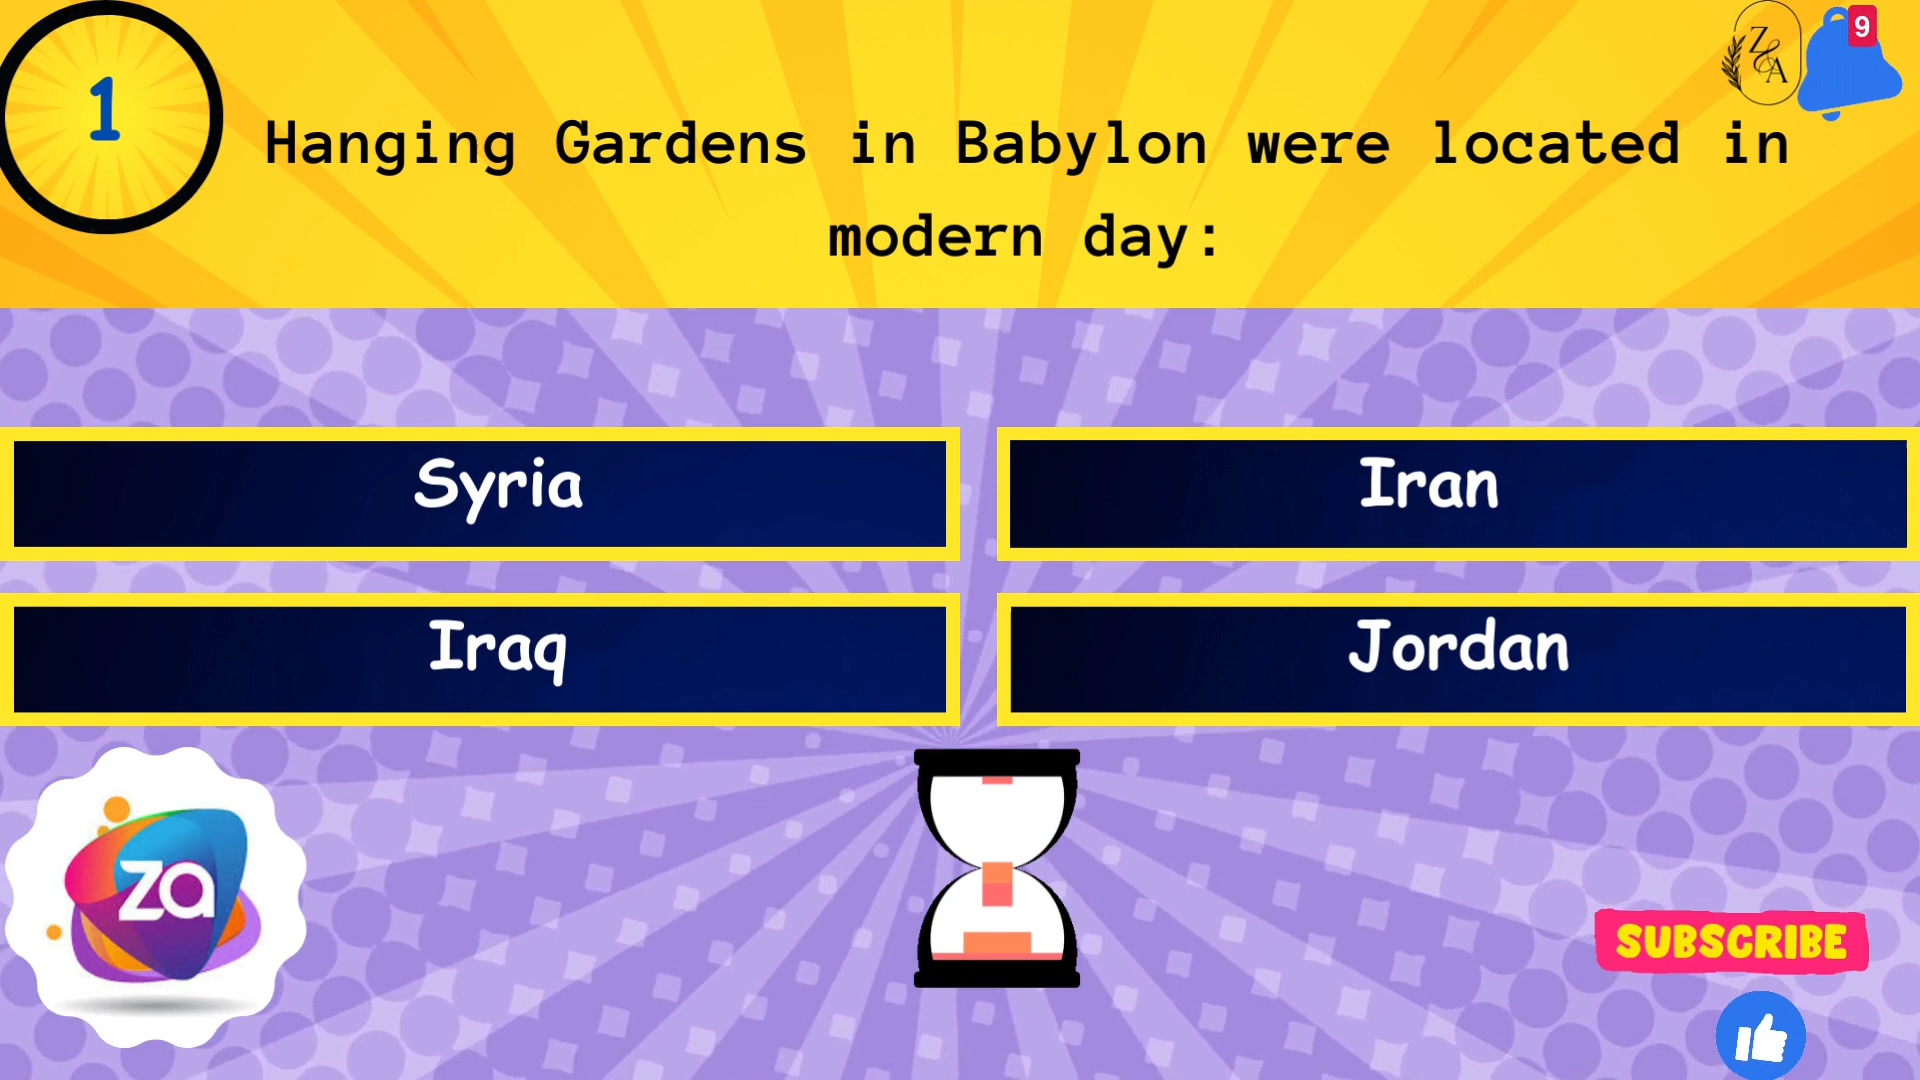 1
Z&A
9
Hanging Gardens in Babylon were located in
modern day:
Syria
Iran
Iraq
Jordan
za
SUBSCRIBE